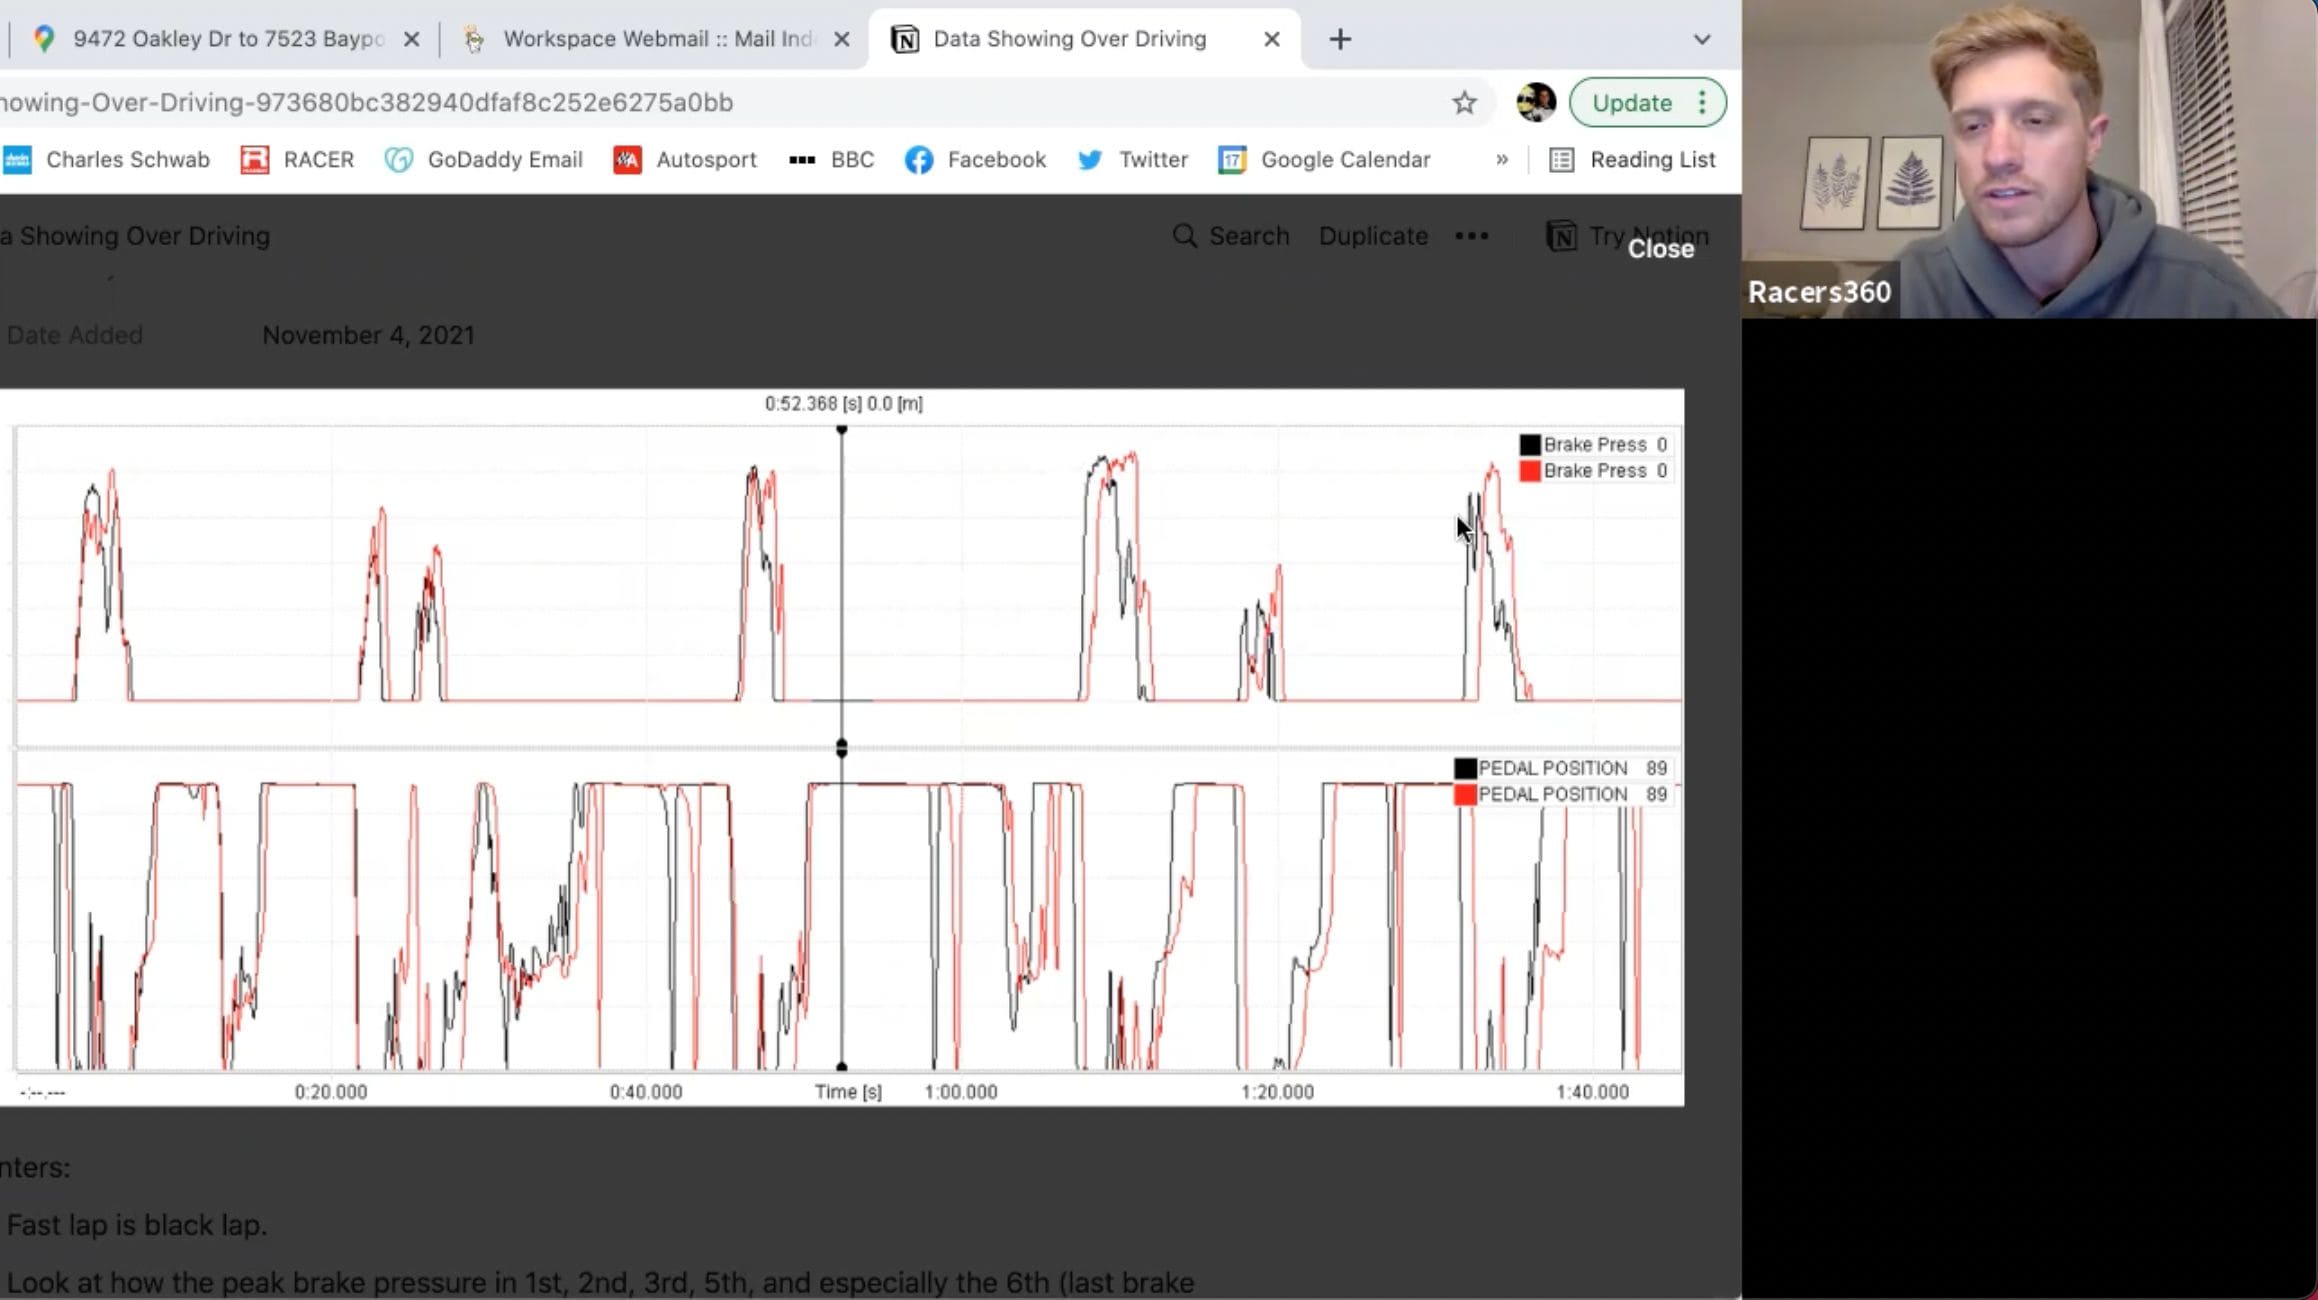 9472 Oakley Dr to 7523 Baypo
Workspace Webmail :: Mail Ind
Data Showing Over Driving
howing-Over-Driving-973680bc382940dfaf8c252e6275a0bb
Update
Charles Schwab
RACER
GoDaddy Email
Autosport
BBC
Facebook
Twitter
17
Google Calendar
»
Reading List
a Showing Over Driving
Search
Duplicate
Try Notion
Close
Racers360
Date Added
November 4, 2021
0:52.368 [s] 0.0 [m]
Brake Press 0
Brake Press 0
PEDAL POSITION 89
PEDAL POSITION 89
-:--.---
0:20.000
0:40.000
Time [s]
1:00.000
1:20.000
1:40.000
nters:
Fast lap is black lap.
Look at how the peak brake pressure in 1st, 2nd, 3rd, 5th, and especially the 6th (last brake